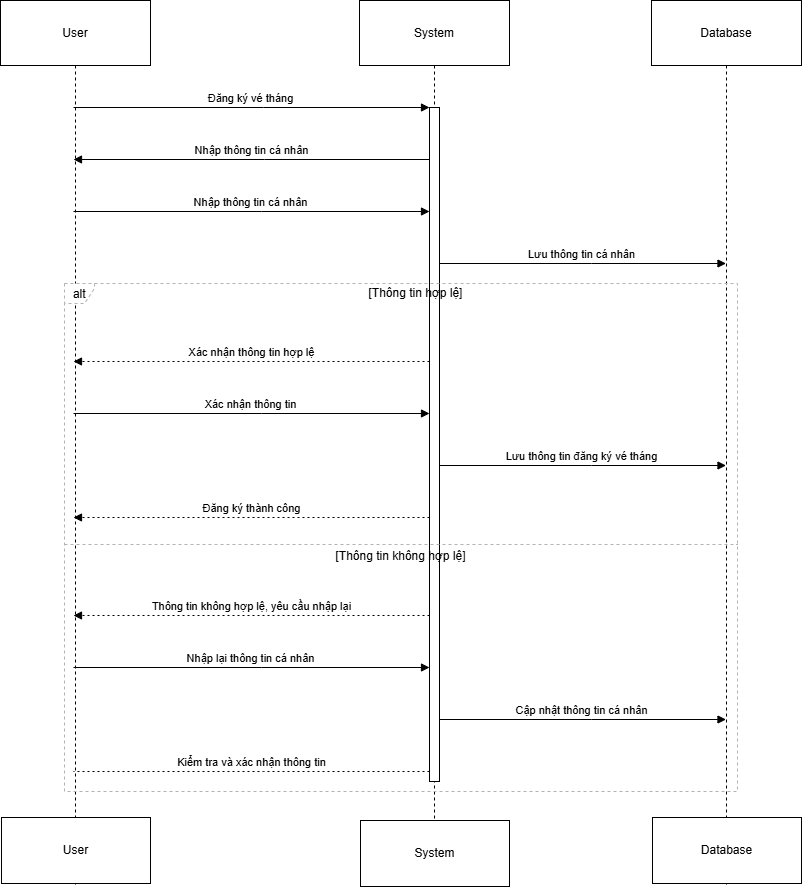 User
System
Database
Đăng ký vé tháng
Nhập thông tin cá nhân
Nhập thông tin cá nhân
Lưu thông tin cá nhân
alt
[Thông tin hợp lệ]
Xác nhận thông tin hợp lệ
Xác nhận thông tin
Lưu thông tin đăng ký vé tháng
Đăng ký thành công
[Thông tin không hợp lệ]
Thông tin không hợp lệ, yêu cầu nhập lại
Nhập lại thông tin cá nhân
Cập nhật thông tin cá nhân
Kiểm tra và xác nhận thông tin
User
System
Database